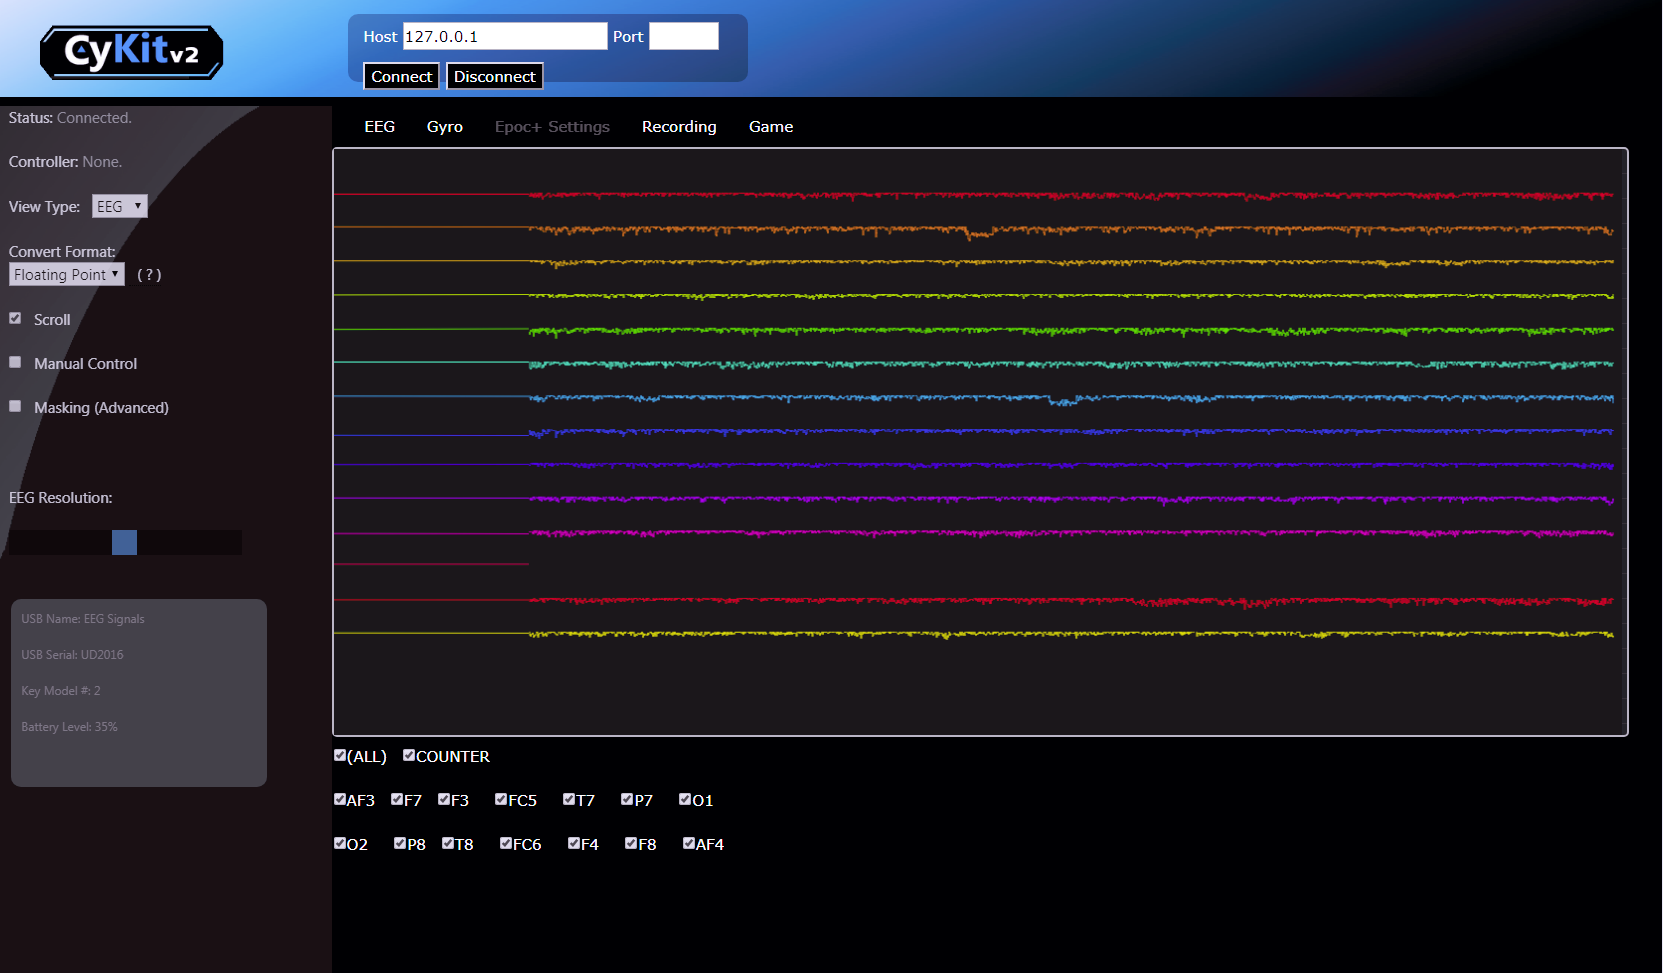 CyKitv2
Host 127.0.0.1 Port
Connect Disconnect
Status: Connected.
Controller: None.
View Type: EEG
Convert Format:
Floating Point (?)
Scroll
Manual Control
Masking (Advanced)
EEG Resolution:
USB Name: EEG Signals
USB Serial: UD2016
Key Model #: 2
Battery Level: 35%
EEG Gyro Epoc+ Settings Recording Game
(ALL) COUNTER
AF3 F7 F3 FC5 T7 P7 O1
O2 P8 T8 FC6 F4 F8 AF4